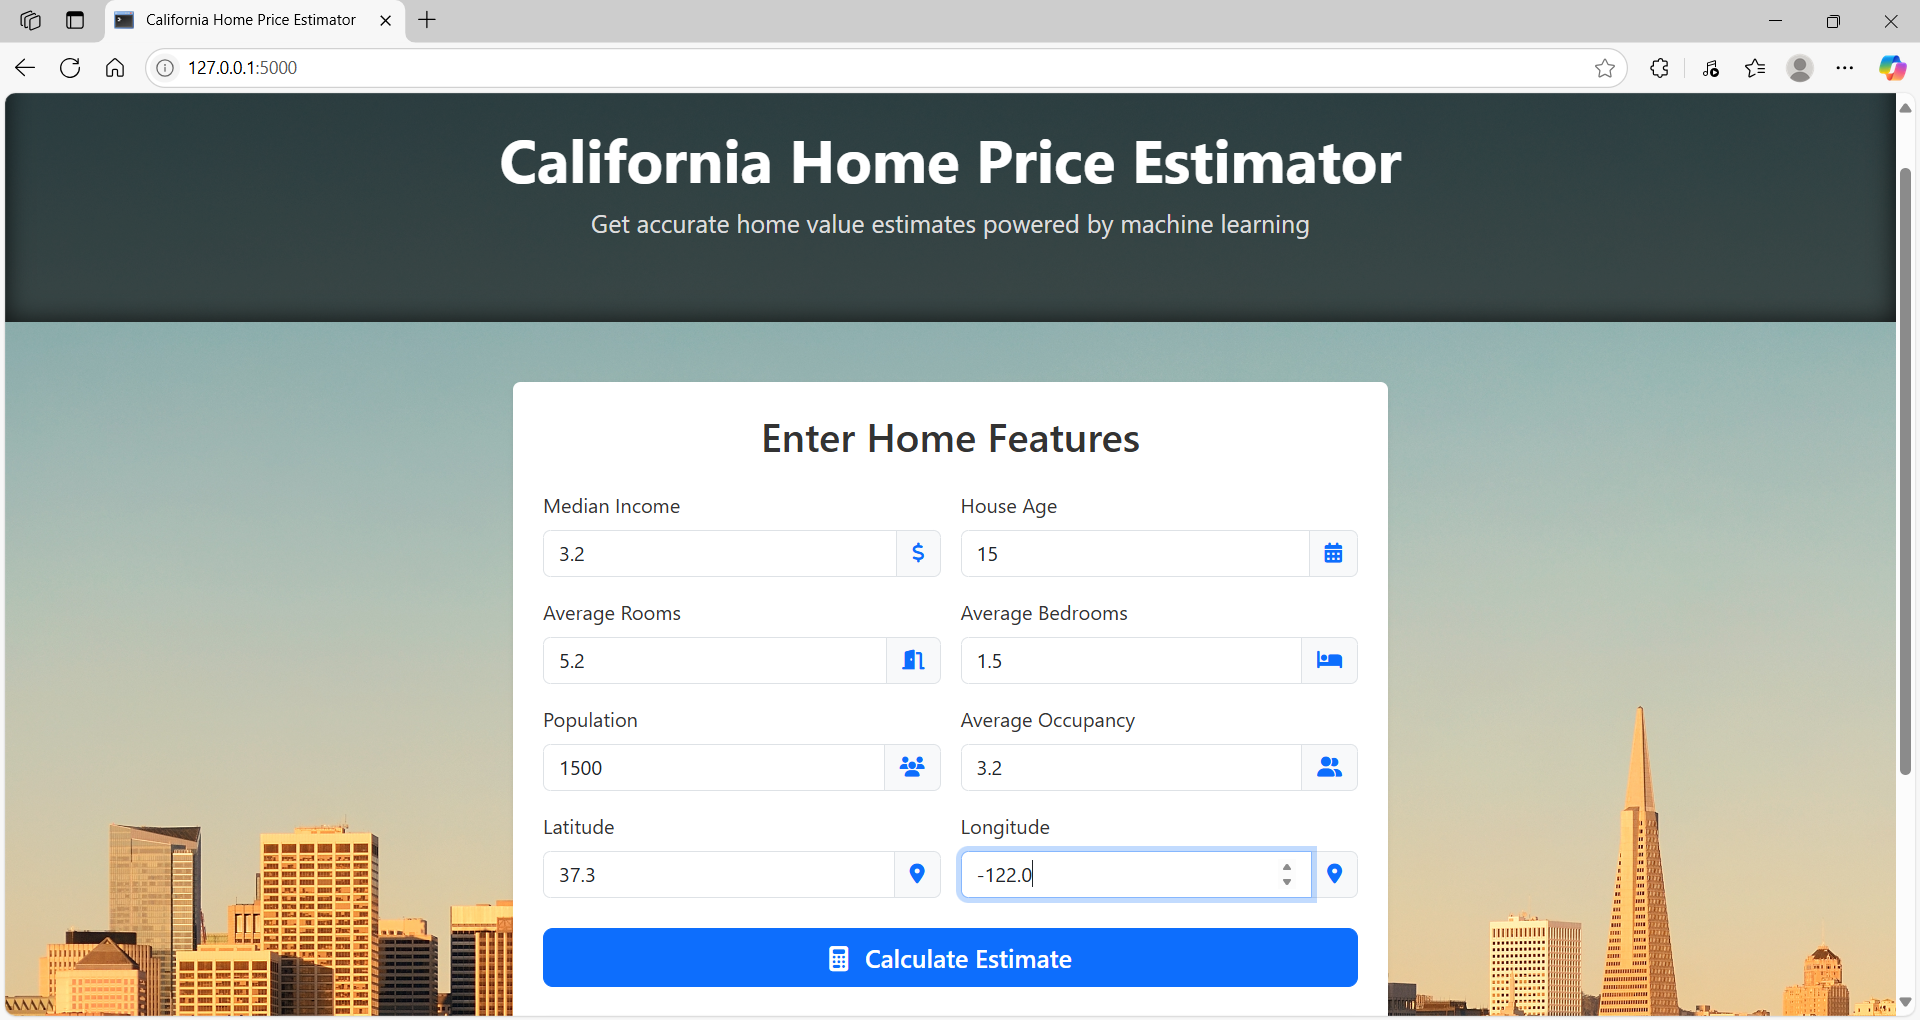 California Home Price Estimator
127.0.0.1:5000
California Home Price Estimator
Get accurate home value estimates powered by machine learning
Enter Home Features
Median Income
House Age
3.2
$
15
Average Rooms
Average Bedrooms
5.2
1.5
Population
Average Occupancy
1500
3.2
Latitude
Longitude
37.3
-122.0
Calculate Estimate